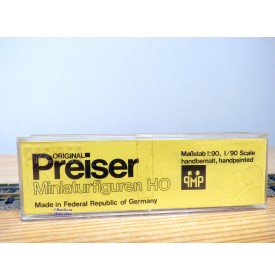 ORIGINAL
Preiser
Miniaturfiguren HO
Made in Federal Republic of Germany
Maßstab 1:90, 1/90 Scale
handbemalt, handpainted
PMP